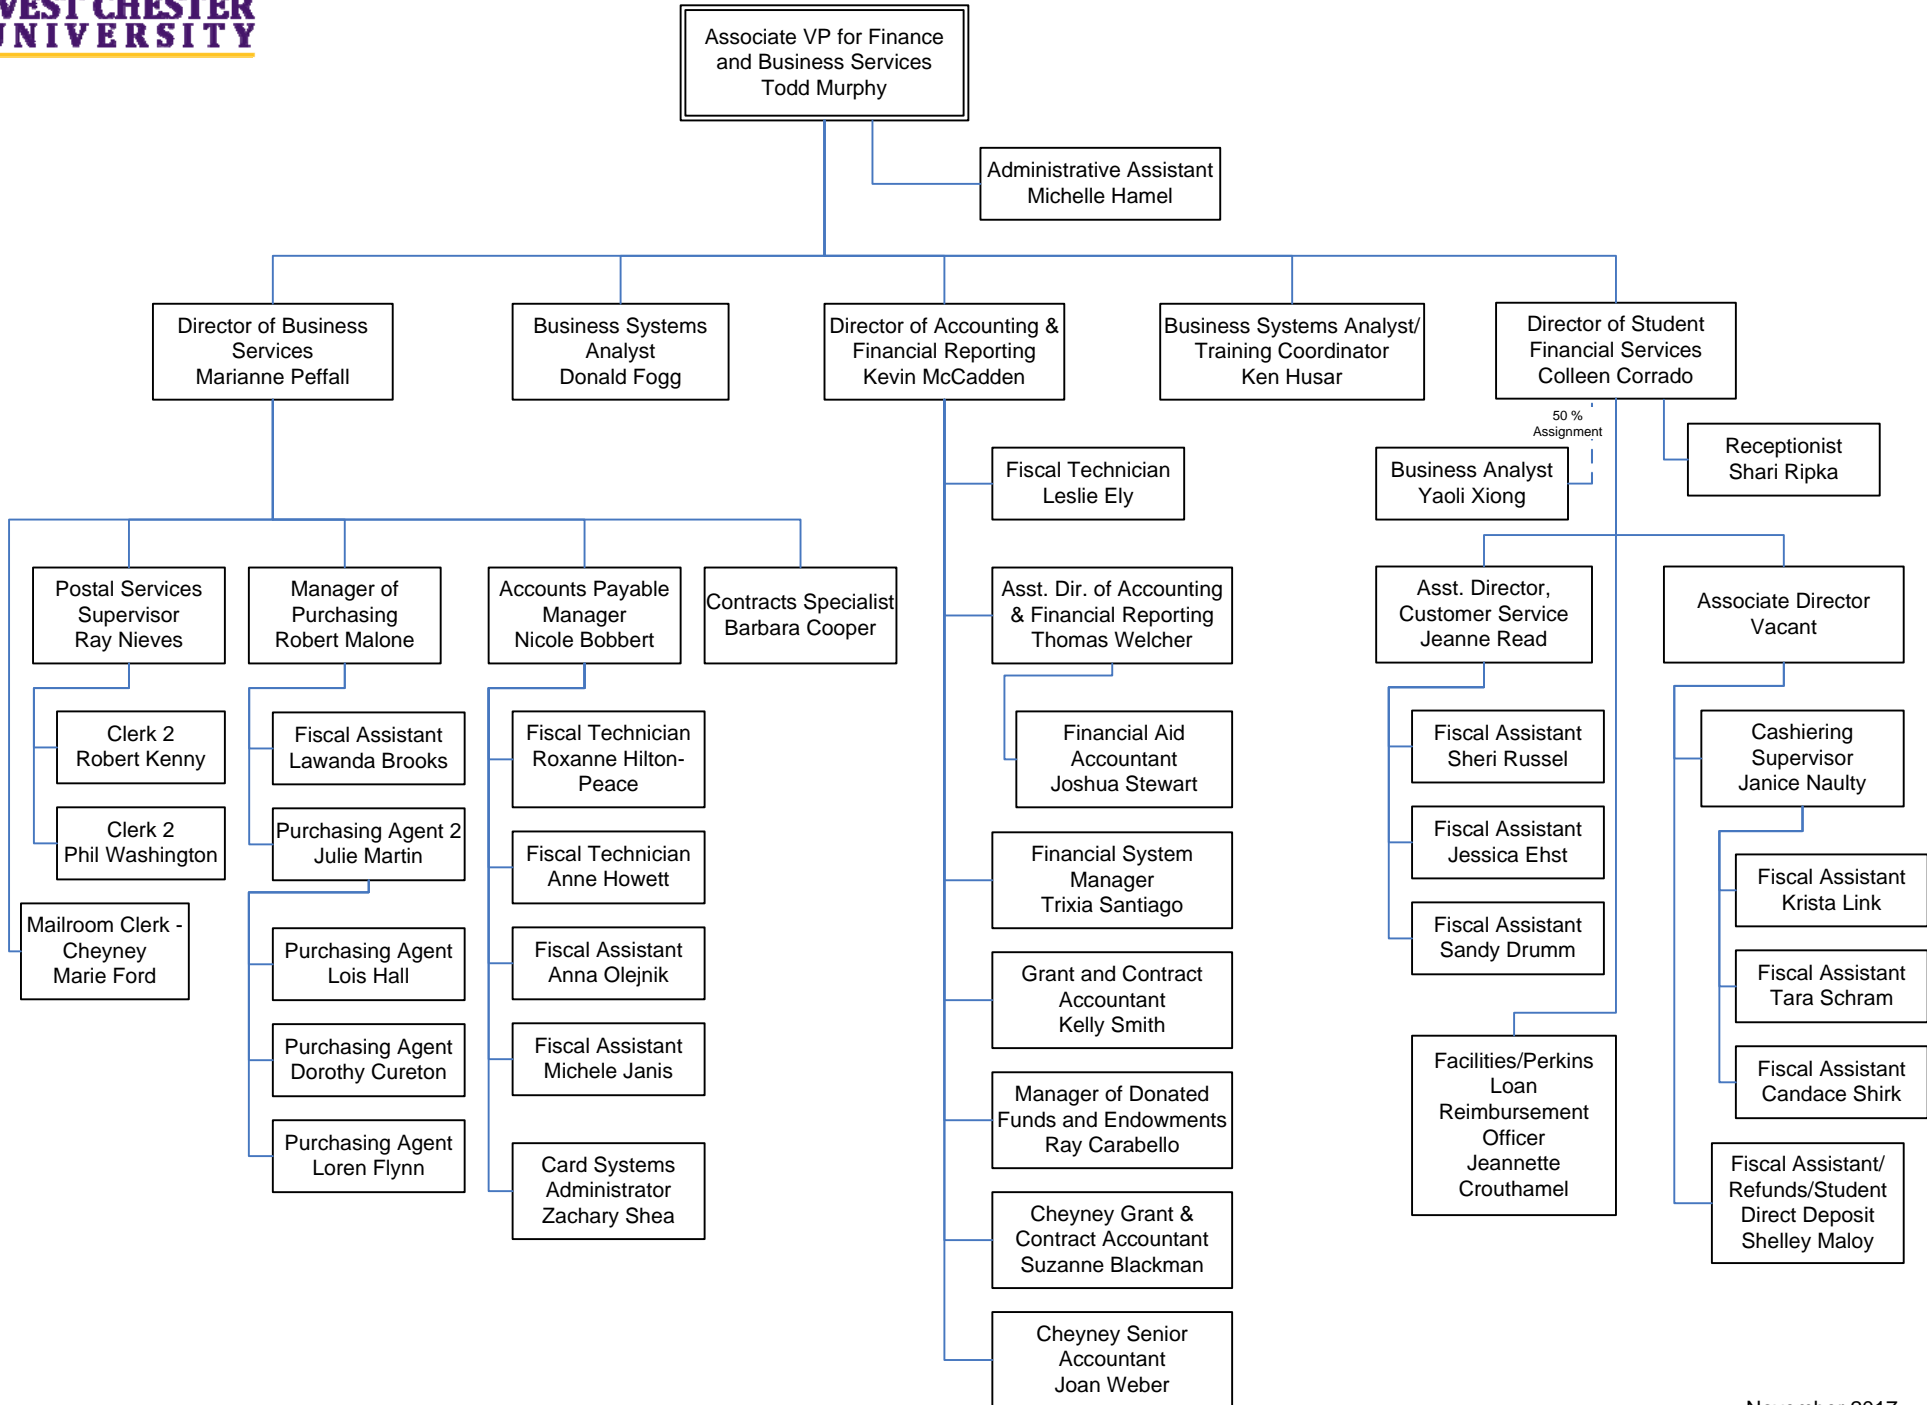 WEST CHESTER
UNIVERSITY
Associate VP for Finance
and Business Services
Todd Murphy
Administrative Assistant
Michelle Hamel
Director of Business
Services
Marianne Peffall
Business Systems
Analyst
Donald Fogg
Director of Accounting &
Financial Reporting
Kevin McCadden
Business Systems Analyst/
Training Coordinator
Ken Husar
Director of Student
Financial Services
Colleen Corrado
50 %
Assignment
Business Analyst
Yaoli Xiong
Receptionist
Shari Ripka
Postal Services
Supervisor
Ray Nieves
Clerk 2
Robert Kenny
Clerk 2
Phil Washington
Mailroom Clerk -
Cheyney
Marie Ford
Manager of
Purchasing
Robert Malone
Fiscal Assistant
Lawanda Brooks
Purchasing Agent 2
Julie Martin
Purchasing Agent
Lois Hall
Purchasing Agent
Dorothy Cureton
Purchasing Agent
Loren Flynn
Accounts Payable
Manager
Nicole Bobbert
Fiscal Technician
Roxanne Hilton-
Peace
Fiscal Technician
Anne Howett
Fiscal Assistant
Anna Olejnik
Fiscal Assistant
Michele Janis
Card Systems
Administrator
Zachary Shea
Contracts Specialist
Barbara Cooper
Fiscal Technician
Leslie Ely
Asst. Dir. of Accounting
& Financial Reporting
Thomas Welcher
Financial Aid
Accountant
Joshua Stewart
Financial System
Manager
Trixia Santiago
Grant and Contract
Accountant
Kelly Smith
Manager of Donated
Funds and Endowments
Ray Carabello
Cheyney Grant &
Contract Accountant
Suzanne Blackman
Cheyney Senior
Accountant
Joan Weber
Asst. Director,
Customer Service
Jeanne Read
Fiscal Assistant
Sheri Russel
Fiscal Assistant
Jessica Ehst
Fiscal Assistant
Sandy Drumm
Facilities/Perkins
Loan
Reimbursement
Officer
Jeannette
Crouthamel
Associate Director
Vacant
Cashiering
Supervisor
Janice Naulty
Fiscal Assistant
Krista Link
Fiscal Assistant
Tara Schram
Fiscal Assistant
Candace Shirk
Fiscal Assistant/
Refunds/Student
Direct Deposit
Shelley Maloy
November 2017